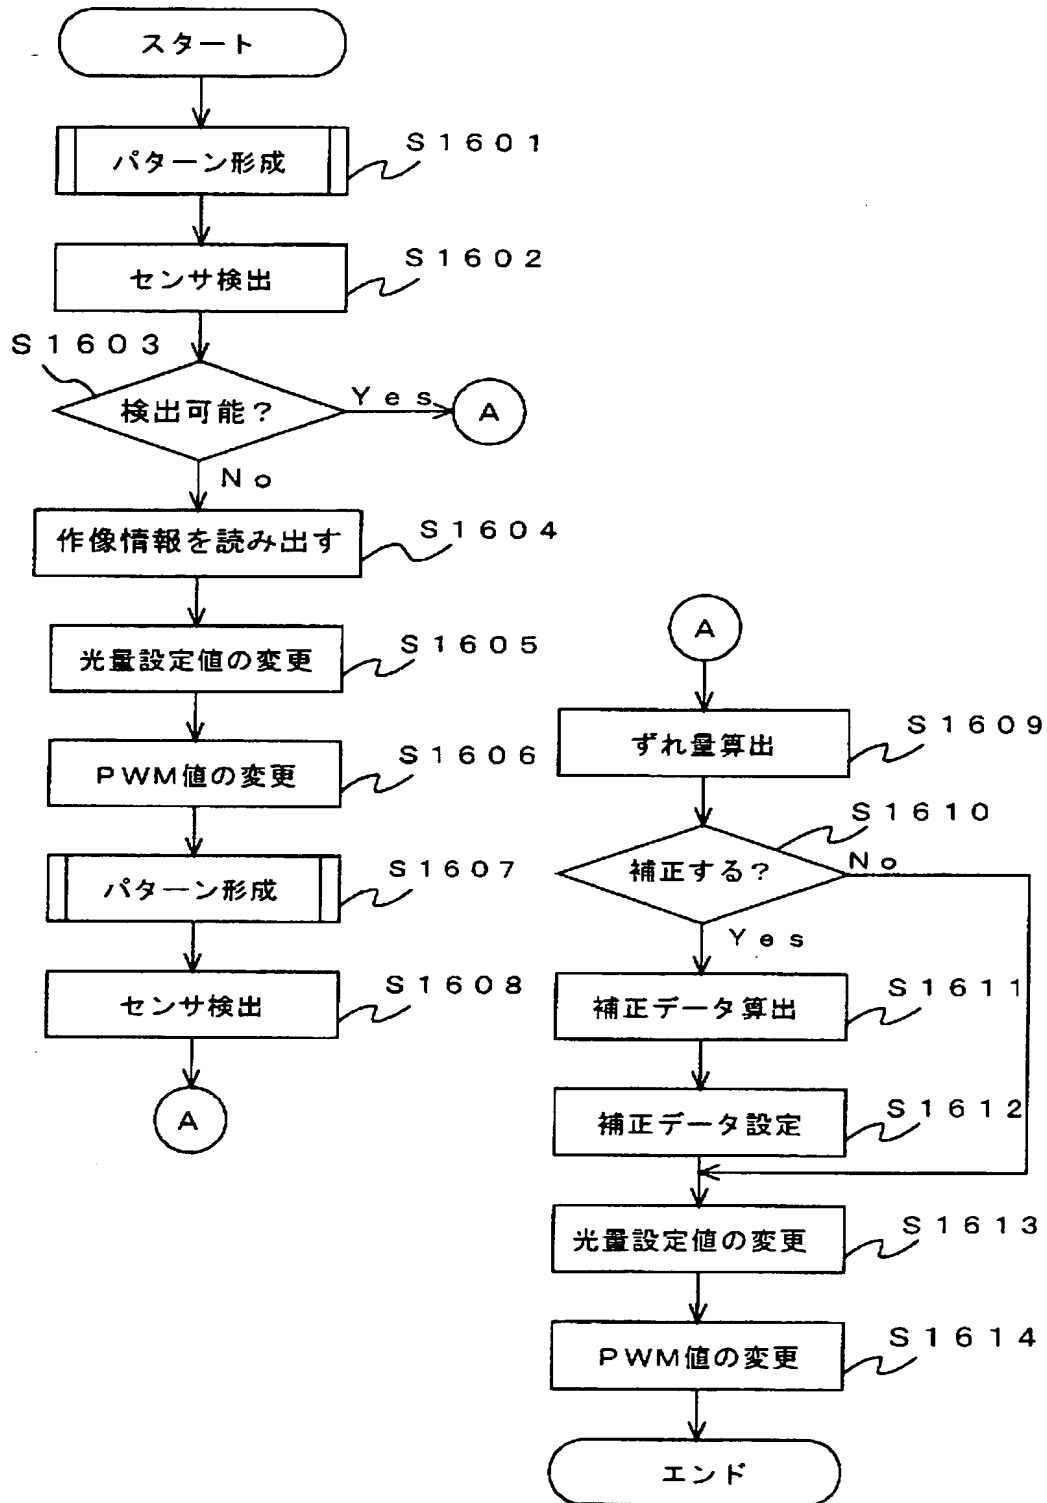 スタート
パターン形成
S1601
センサ検出
S1602
S1603
検出可能？
Yes
A
No
作像情報を読み出す
S1604
光量設定値の変更
S1605
PWM値の変更
S1606
パターン形成
S1607
センサ検出
S1608
A
A
ずれ量算出
S1609
S1610
補正する？
No
Yes
補正データ算出
S1611
補正データ設定
S1612
光量設定値の変更
S1613
PWM値の変更
S1614
エンド